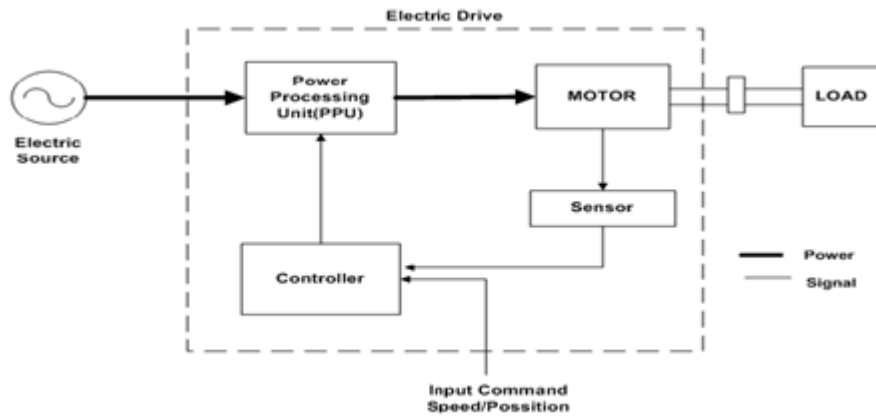 Electric Drive
Power
Processing
Unit(PPU)
MOTOR
LOAD
Electric
Source
Sensor
Controller
Power
Signal
Input Command
Speed/Possition